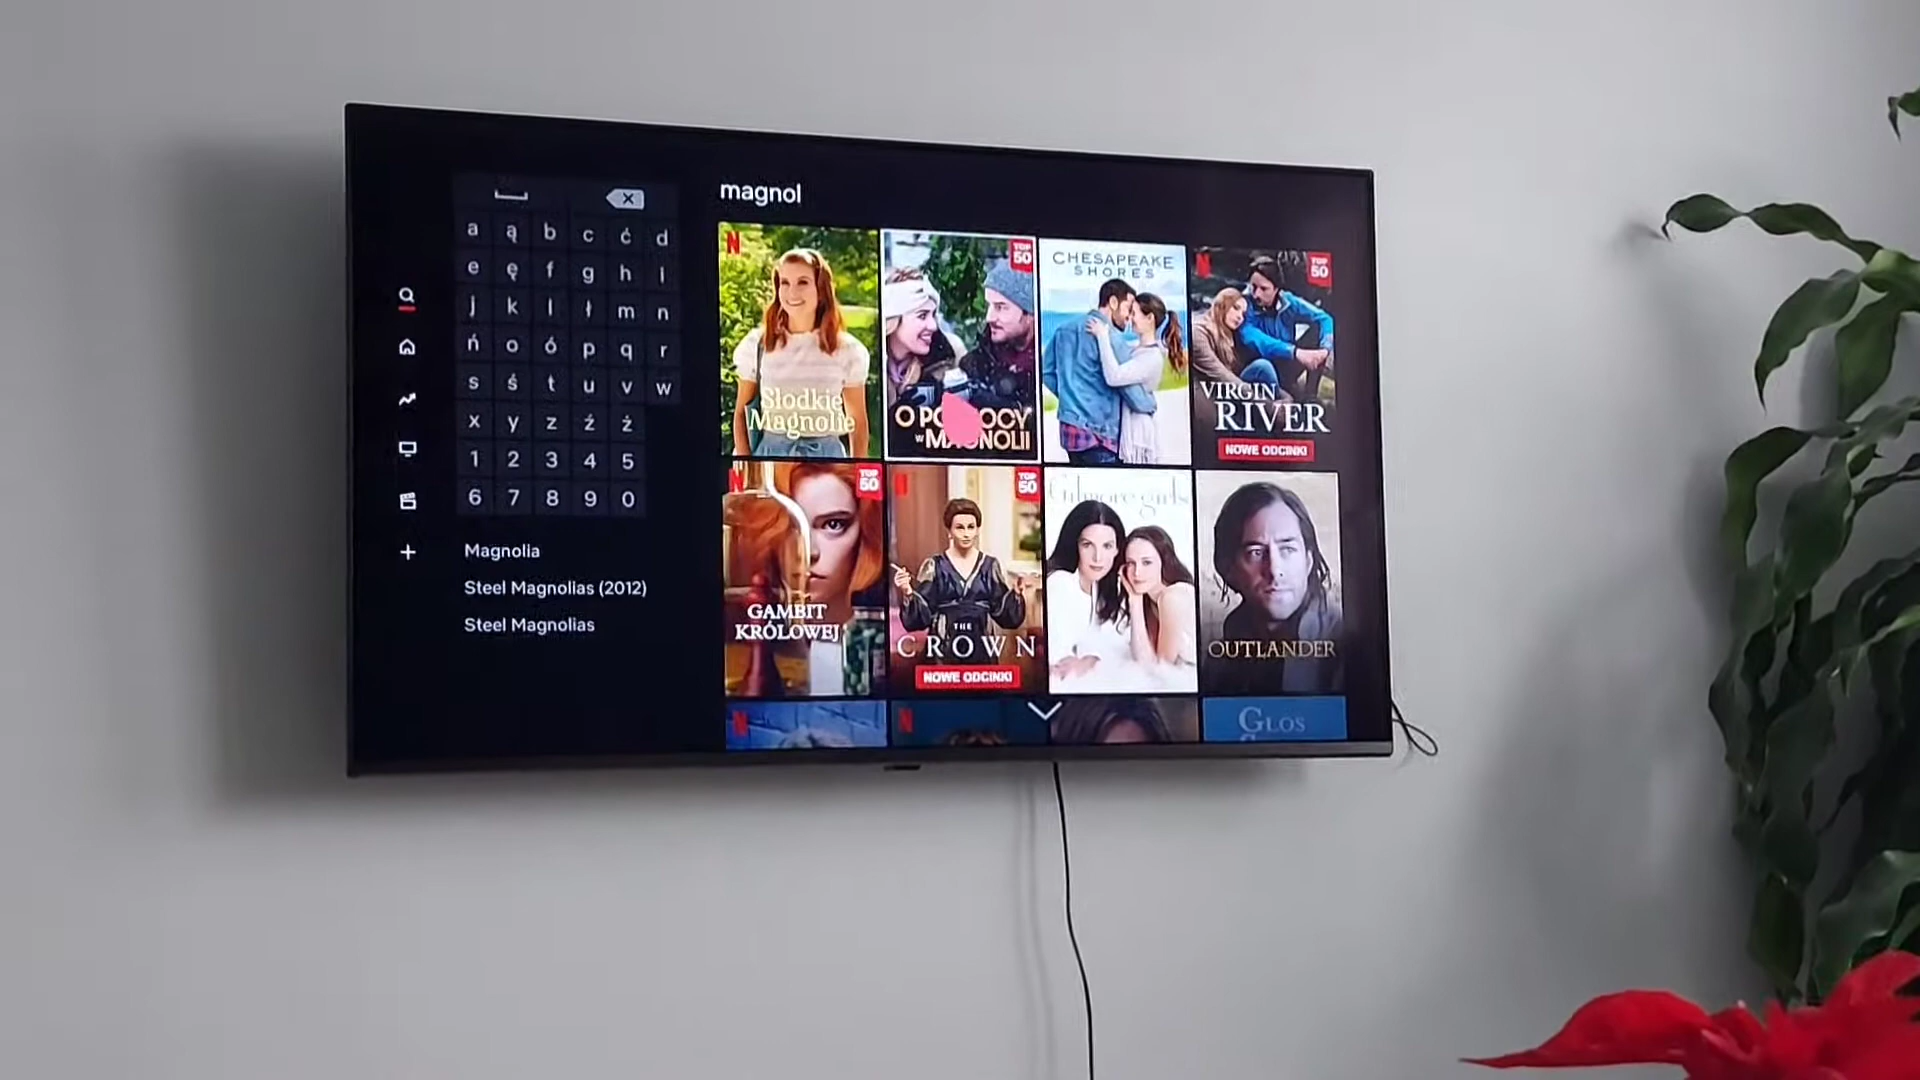 magnol
a ą b c ć d
e ę f g h i
j k l ł m n
ń o ó p q r
s ś t u v w
x y z ź ż
1 2 3 4 5
6 7 8 9 0
Magnolia
Steel Magnolias (2012)
Steel Magnolias
N
Słodkie
Magnolie
TOP
50
O
w
CHESAPEAKE
SHORES
N
TOP
50
VIRGIN
RIVER
NOWE ODCINKI
N
TOP
50
GAMBIT
KRÓLOWEJ
N
TOP
50
THE
CROWN
NOWE ODCINKI
Gilmore girls
OUTLANDER
N
N
GŁOS